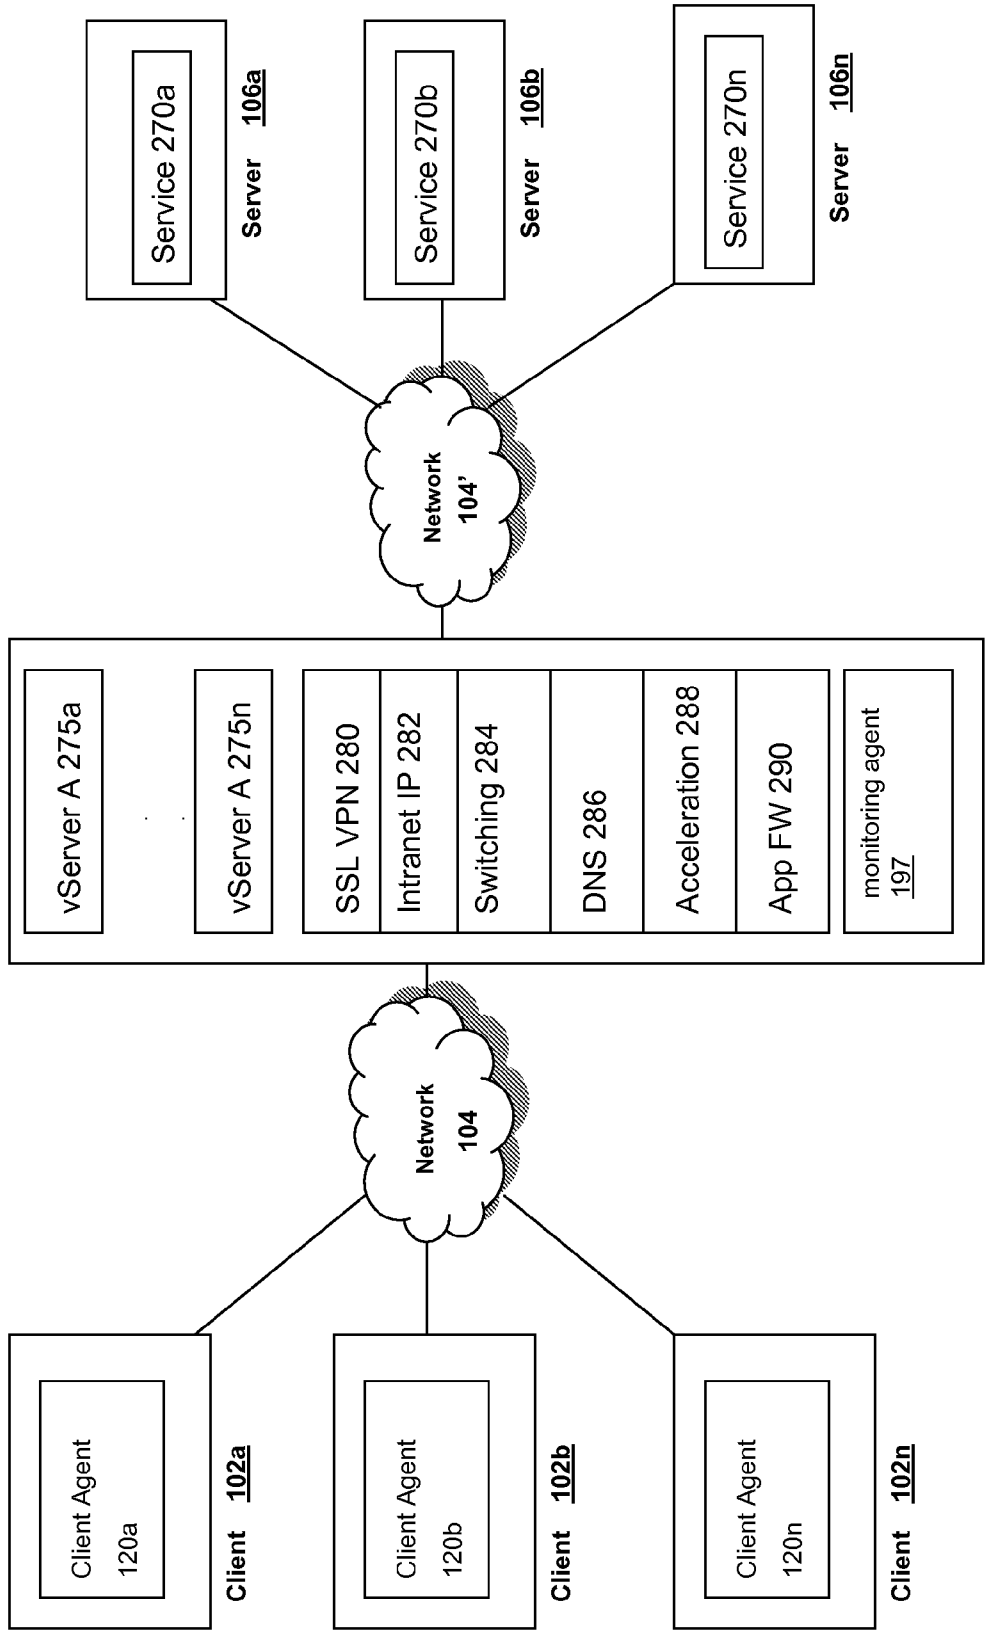 Client Agent
120a
Client 102a
Client Agent
120b
Client 102b
Client Agent
120n
Client 102n
Network
104
vServer A 275a
vServer A 275n
SSL VPN 280
Intranet IP 282
Switching 284
DNS 286
Acceleration 288
App FW 290
monitoring agent
197
Network
104'
Service 270a
Server 106a
Service 270b
Server 106b
Service 270n
Server 106n